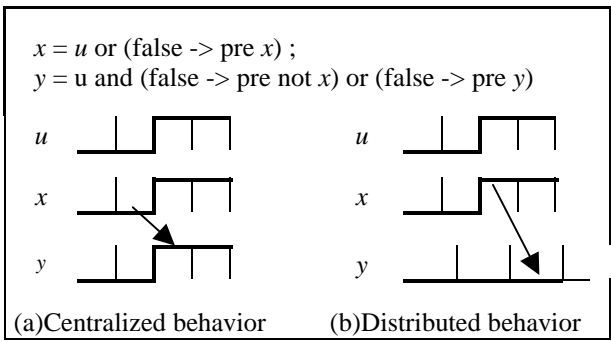 x = u or (false -> pre x) ;
y = u and (false -> pre not x) or (false -> pre y)
u u
x x
y y
(a)Centralized behavior (b)Distributed behavior